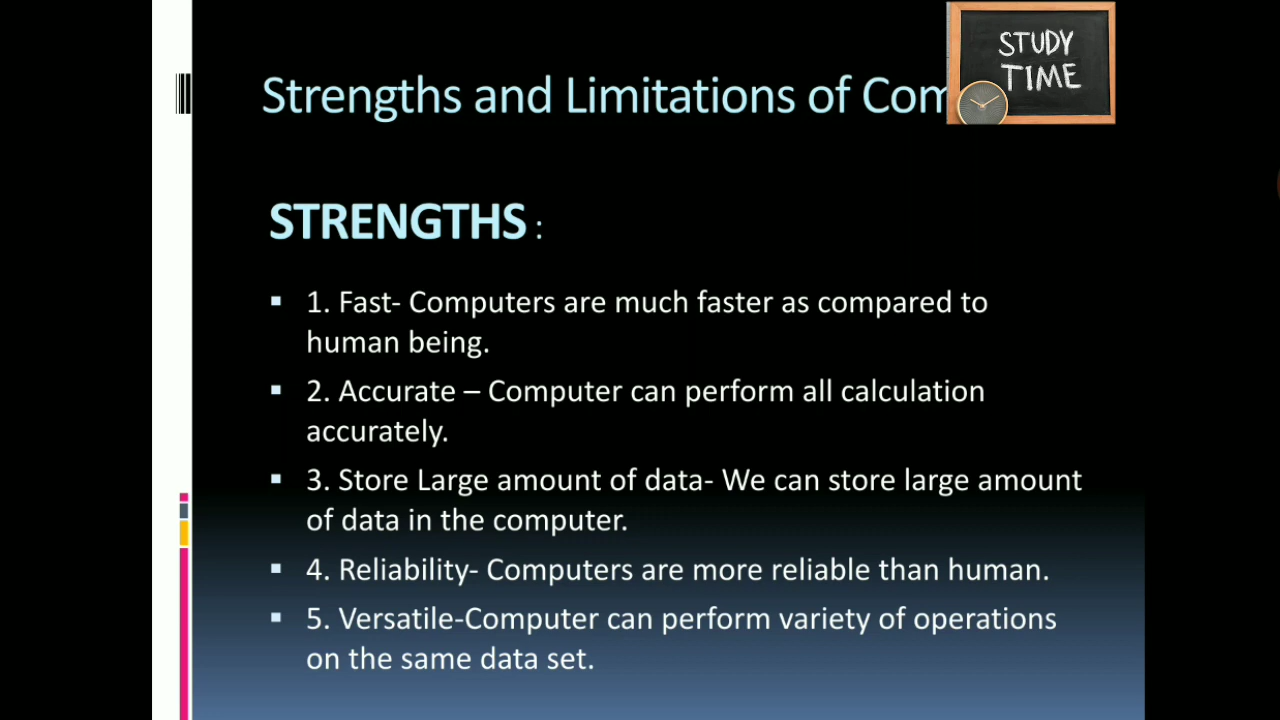 Strengths and Limitations of Com
STUDY
TIME
STRENGTHS :
1. Fast- Computers are much faster as compared to
human being.
2. Accurate – Computer can perform all calculation
accurately.
3. Store Large amount of data- We can store large amount
of data in the computer.
4. Reliability- Computers are more reliable than human.
5. Versatile-Computer can perform variety of operations
on the same data set.